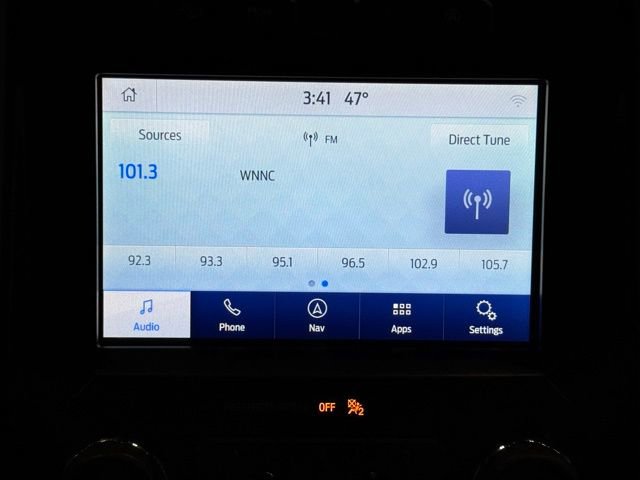 3:41 47°
Sources
FM
Direct Tune
101.3
WNNC
92.3 93.3 95.1 96.5 102.9 105.7
Audio Phone Nav Apps Settings
OFF 2